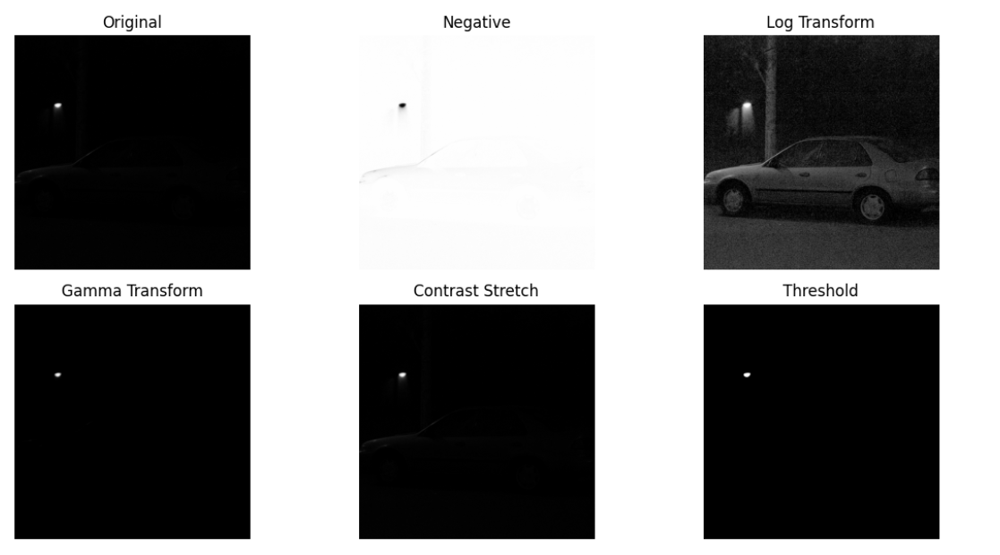 Original
Negative
Log Transform
Gamma Transform
Contrast Stretch
Threshold